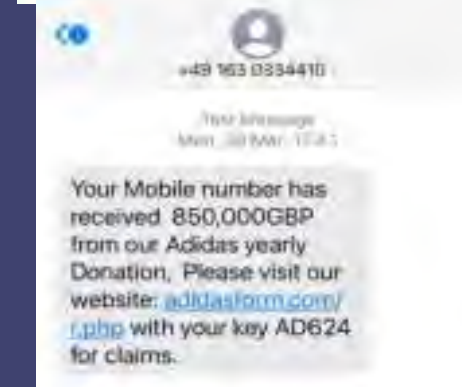 +49 163 0334410
Text Message
Your Mobile number has
received 850,000GBP
from our Adidas yearly
Donation, Please visit our
website: adidasform.com/
r.php with your key AD624
for claims.